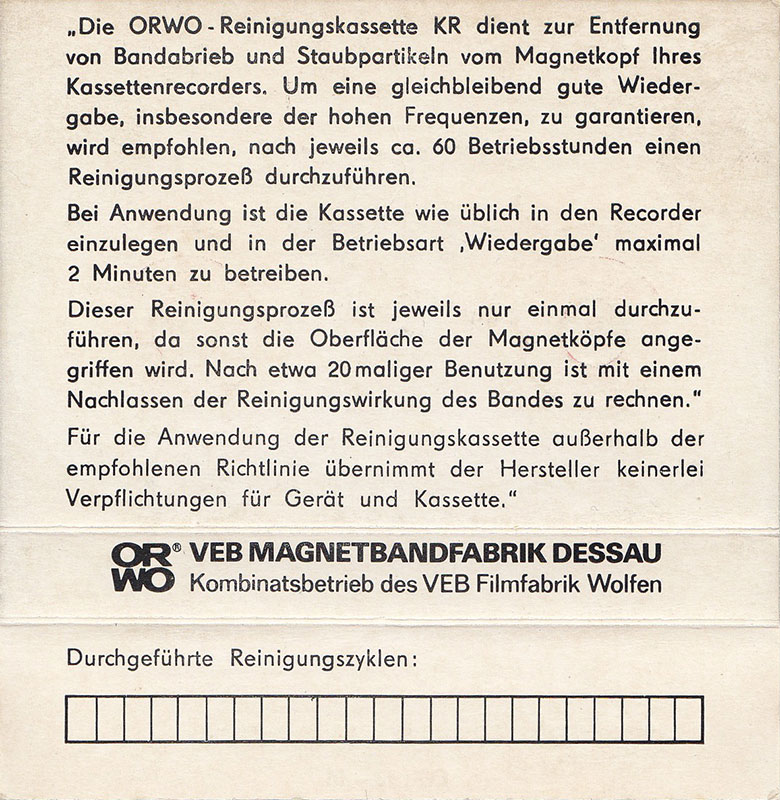 „Die ORWO-Reinigungskassette KR dient zur Entfernung
von Bandabrieb und Staubpartikeln vom Magnetkopf Ihres
Kassettenrecorders. Um eine gleichbleibend gute Wieder-
gabe, insbesondere der hohen Frequenzen, zu garantieren,
wird empfohlen, nach jeweils ca. 60 Betriebsstunden einen
Reinigungsprozeß durchzuführen.
Bei Anwendung ist die Kassette wie üblich in den Recorder
einzulegen und in der Betriebsart ‚Wiedergabe‘ maximal
2 Minuten zu betreiben.
Dieser Reinigungsprozeß ist jeweils nur einmal durchzu-
führen, da sonst die Oberfläche der Magnetköpfe ange-
griffen wird. Nach etwa 20maliger Benutzung ist mit einem
Nachlassen der Reinigungswirkung des Bandes zu rechnen.“
Für die Anwendung der Reinigungskassette außerhalb der
empfohlenen Richtlinie übernimmt der Hersteller keinerlei
Verpflichtungen für Gerät und Kassette.“
OR® VEB MAGNETBANDFABRIK DESSAU
WO Kombinatsbetrieb des VEB Filmfabrik Wolfen
Durchgeführte Reinigungszyklen: